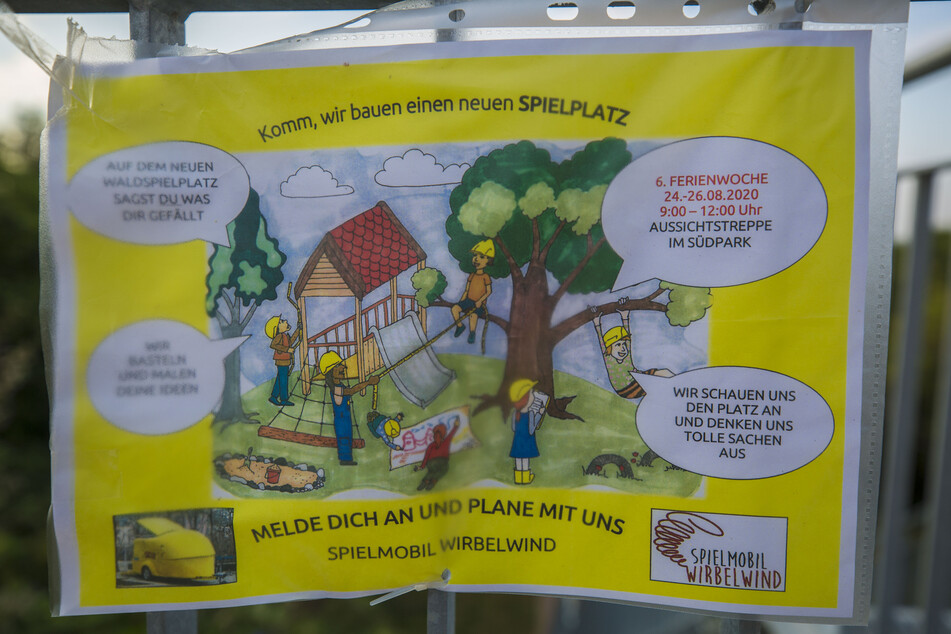 Komm, wir bauen einen neuen SPIELPLATZ
AUF DEM NEUEN
WALDSPIELPLATZ
SAGST DU WAS
DIR GEFÄLLT
6. FERIENWOCHE
24.-26.08.2020
9:00 – 12:00 Uhr
AUSSICHTSTREPPE
IM SÜDPARK
WIR
BASTELN
UND MALEN
DEINE IDEEN
WIR SCHAUEN UNS
DEN PLATZ AN
UND DENKEN UNS
TOLLE SACHEN
AUS
MELDE DICH AN UND PLANE MIT UNS
SPIELMOBIL WIRBELWIND
SPIELMOBIL
WIRBELWIND